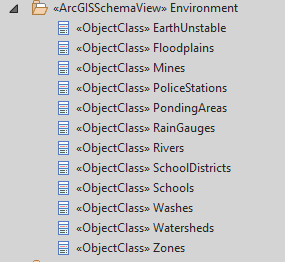 «ArcGISSchemaView» Environment
«ObjectClass» EarthUnstable
«ObjectClass» Floodplains
«ObjectClass» Mines
«ObjectClass» PoliceStations
«ObjectClass» PondingAreas
«ObjectClass» RainGauges
«ObjectClass» Rivers
«ObjectClass» SchoolDistricts
«ObjectClass» Schools
«ObjectClass» Washes
«ObjectClass» Watersheds
«ObjectClass» Zones